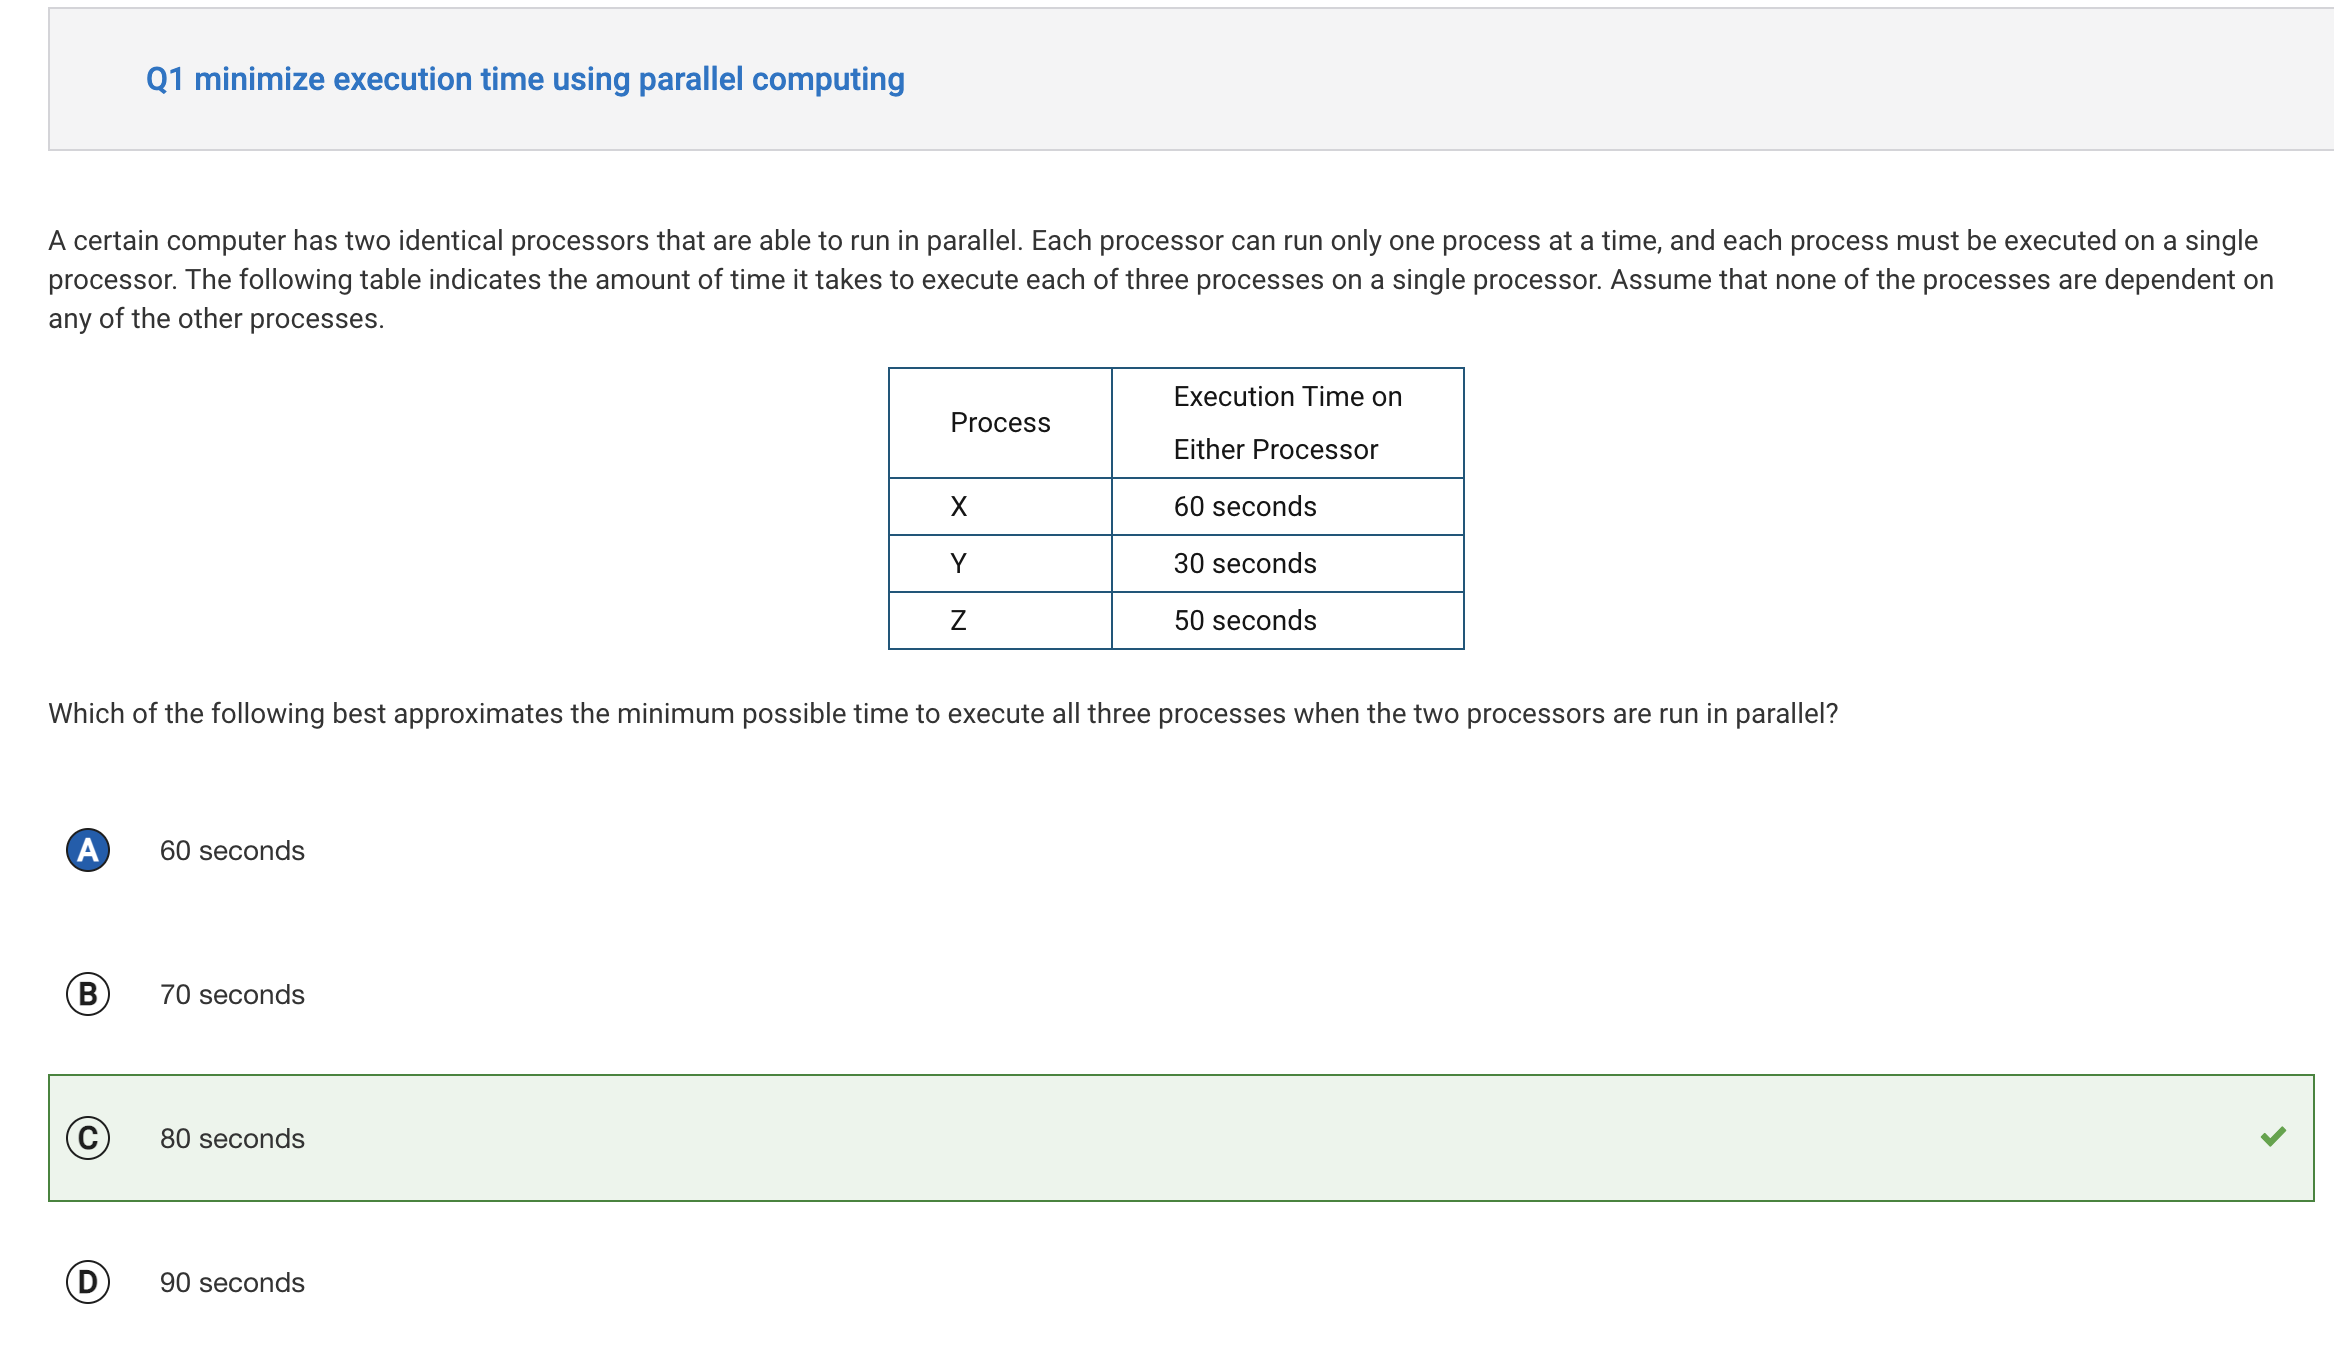 Q1 minimize execution time using parallel computing
A certain computer has two identical processors that are able to run in parallel. Each processor can run only one process at a time, and each process must be executed on a single
processor. The following table indicates the amount of time it takes to execute each of three processes on a single processor. Assume that none of the processes are dependent on
any of the other processes.
Process
Execution Time on
Either Processor
X 60 seconds
Y 30 seconds
Z 50 seconds
Which of the following best approximates the minimum possible time to execute all three processes when the two processors are run in parallel?
A 60 seconds
B 70 seconds
C 80 seconds
D 90 seconds